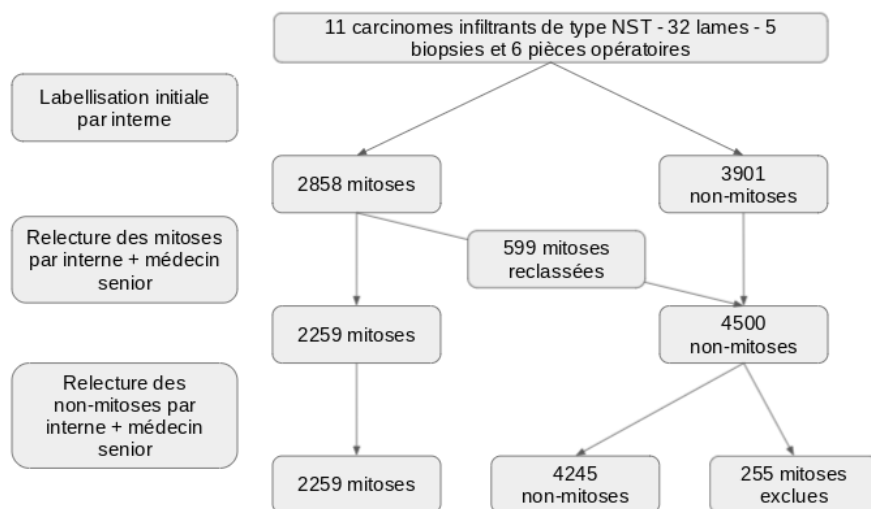 11 carcinomes infiltrants de type NST - 32 lames - 5
biopsies et 6 pièces opératoires
Labellisation initiale
par interne
2858 mitoses
3901
non-mitoses
Relecture des mitoses
par interne + médecin
senior
599 mitoses
reclassées
2259 mitoses
4500
non-mitoses
Relecture des
non-mitoses par
interne + médecin
senior
2259 mitoses
4245
non-mitoses
255 mitoses
exclues